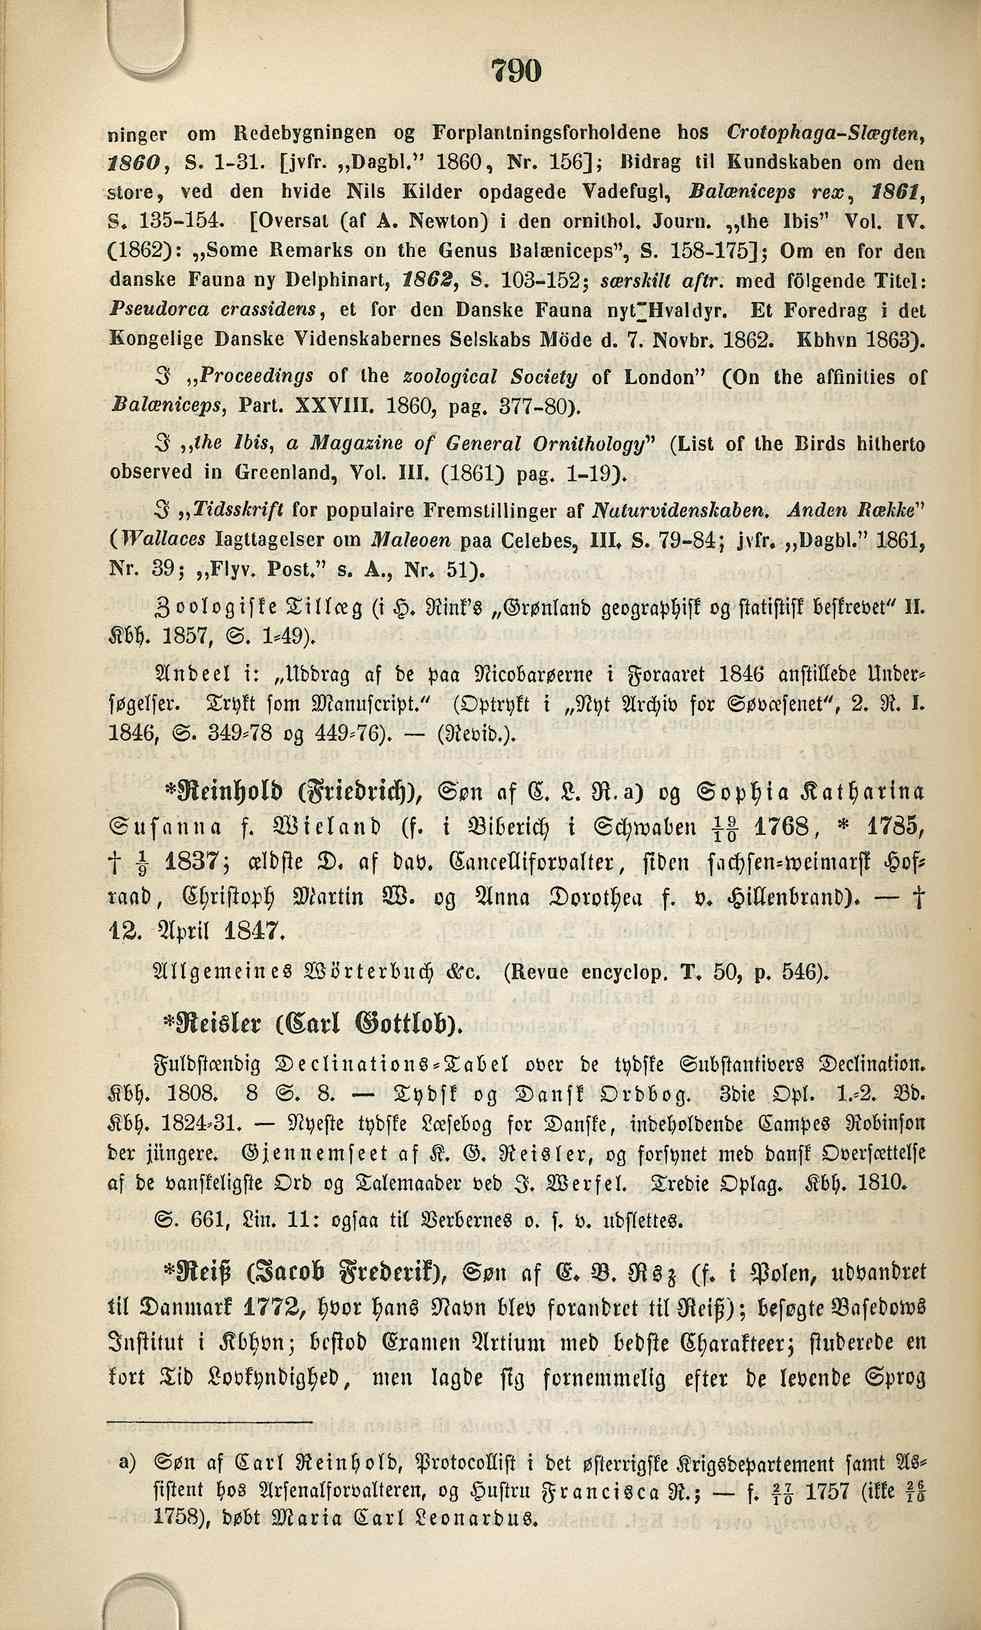 790
ninger om Redebygningen og Forplantningsforholdene hos Crotophaga-Slægten,
1860, S. 1-31. [jvfr. „Dagbl.” 1860, Nr. 156]; Bidrag til Kundskaben om den
store, ved den hvide Nils Kilder opdagede Vadefugl, Balæniceps rex, 1861,
S. 135-154. [Oversat (af A. Newton) i den ornithol. Journ. „the Ibis” Vol. IV.
(1862): „Some Remarks on the Genus Balæniceps”, S. 158-175]; Om en for den
danske Fauna ny Delphinart, 1862, S. 103-152; særskilt aftr. med fölgende Titel:
Pseudorca crassidens, et for den Danske Fauna nyt Hvaldyr. Et Foredrag i det
Kongelige Danske Videnskabernes Selskabs Möde d. 7. Novbr. 1862. Kbhvn 1863).
I „Proceedings of the zoological Society of London” (On the affinities of
Balæniceps, Part. XXVIII. 1860, pag. 377-80).
I „the Ibis, a Magazine of General Ornithology” (List of the Birds hitherto
observed in Greenland, Vol. III. (1861) pag. 1-19).
I „Tidsskrift for populaire Fremstillinger af Naturvidenskaben. Anden Række”
(Wallaces Iagttagelser om Maleoen paa Celebes, III. S. 79-84; jvfr. „Dagbl.” 1861,
Nr. 39; „Flyv. Post.” s. A., Nr. 51).
Zoologiske Tillæg (i H. Rink's „Grønland geographisk og statistisk beskrevet“ II.
Kbh. 1857, S. 1-49).
Andeel i: „Uddrag af de paa Nicobarøerne i Foraaret 1846 anstillede Under-
søgelser. Trykt som Manuscript.“ (Optrykt i „Nyt Archiv for Søvæsenet“, 2. R. I.
1846, S. 349-78 og 449-76). — (Revid.).
*Reinhold (Friedrich), Søn af C. L. R.a) og Sophia Katharina
Susanna f. Wieland (f. i Biberich i Schwaben 19/10 1768, * 1785,
† 1/9 1837; ældste D. af dav. Cancelliforvalter, siden sachsen-weimarsk Hof-
raad, Christoph Martin W. og Anna Dorothea f. v. Hillenbrand). — †
12. April 1847.
Allgemeines Wörterbuch &c. (Revue encyclop. T. 50, p. 546).
*Reisler (Carl Gottlob).
Fuldstændig Declinations-Tabel over de tydske Substantivers Declination.
Kbh. 1808. 8 S. 8. — Tydsk og Dansk Ordbog. 3die Opl. 1.-2. Bd.
Kbh. 1824-31. — Nyeste tydske Læsebog for Danske, indeholdende Campes Robinson
der jüngere. Gjennemseet af K. G. Reisler, og forsynet med dansk Oversættelse
af de vanskeligste Ord og Talemaader ved J. Werfel. Tredie Oplag. Kbh. 1810.
S. 661, Lin. 11: ogsaa til Verbernes o. s. v. udslettes.
*Reiß (Jacob Frederik), Søn af E. B. Rsz (f. i Polen, udvandret
til Danmark 1772, hvor hans Navn blev forandret til Reiß); besøgte Basedows
Institut i Kbhvn; bestod Examen Artium med bedste Charakteer; studerede en
kort Tid Lovkyndighed, men lagde sig fornemmelig efter de levende Sprog
a) Søn af Carl Reinhold, Protocollist i det østerrigske Krigsdepartement samt As-
sistent hos Arsenalforvalteren, og Hustru Francisca R.; — f. 27/10 1757 (ikke 26/10
1758), døbt Maria Carl Leonardus.